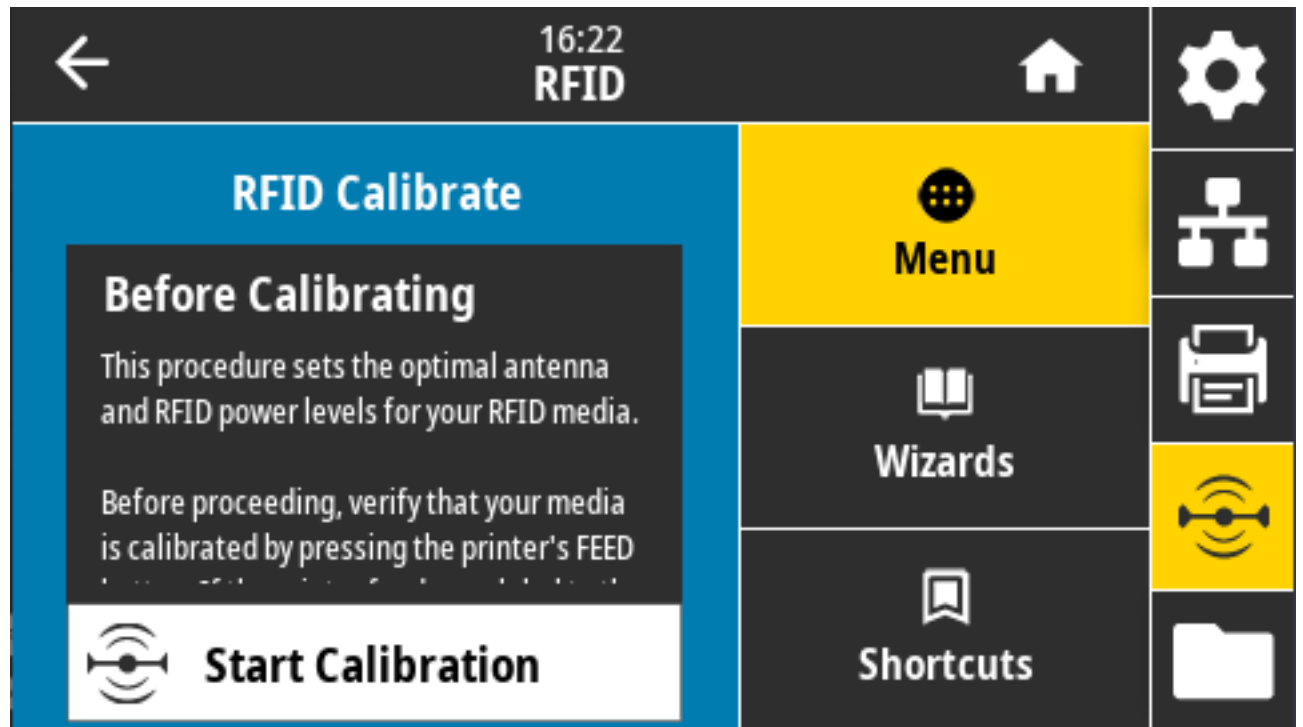 16:22
RFID
RFID Calibrate
Before Calibrating
This procedure sets the optimal antenna
and RFID power levels for your RFID media.
Before proceeding, verify that your media
is calibrated by pressing the printer's FEED
Start Calibration
Menu
Wizards
Shortcuts